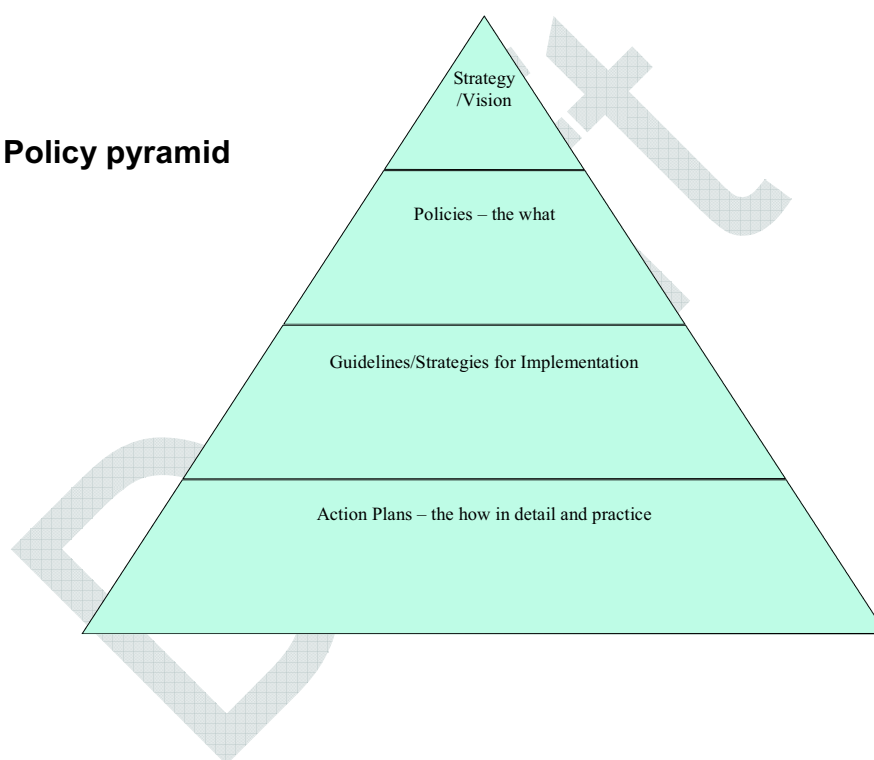 Strategy
/Vision
Policy pyramid
Policies – the what
Guidelines/Strategies for Implementation
Action Plans – the how in detail and practice